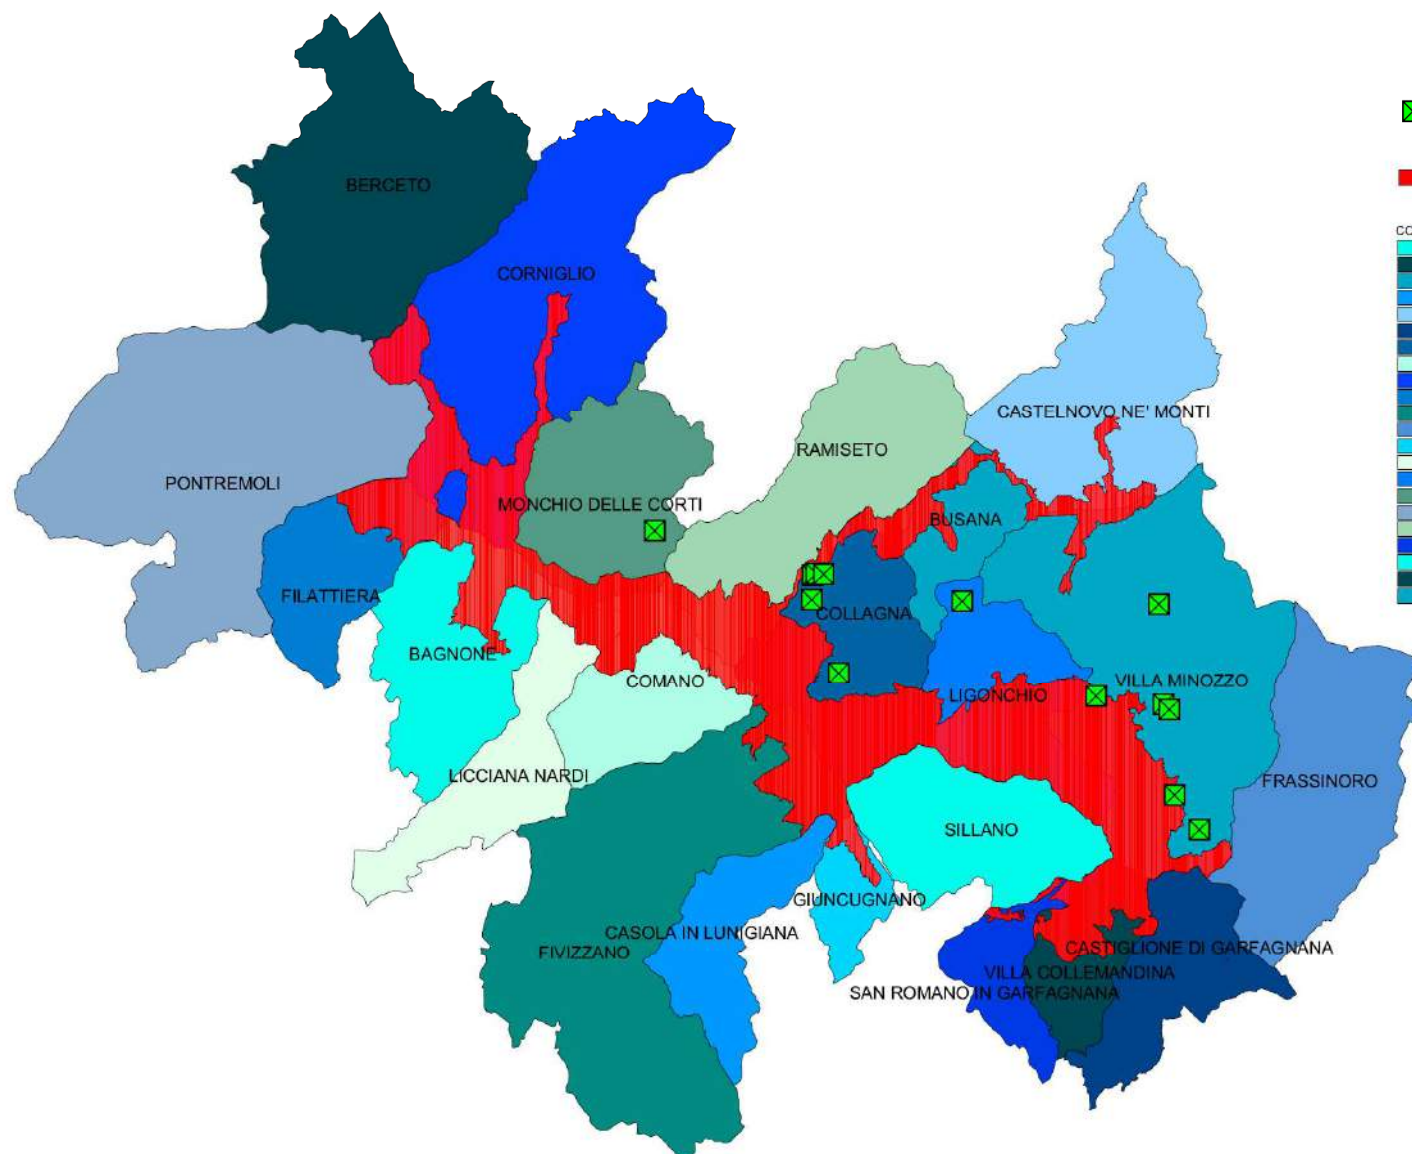 BERCETO
CORNIGLIO
CASTELNOVO NE' MONTI
RAMISETO
PONTREMOLI
MONCHIO DELLE CORTI
BUSANA
FILATTIERA
COLLAGNA
BAGNONE
COMANO
VILLA MINOZZO
LIGONCHIO
LICCIANA NARDI
FRASSINORO
SILLANO
GIUNCUGNANO
CASOLA IN LUNIGIANA
FIVIZZANO
CASTIGLIONE DI GARFAGNANA
VILLA COLLEMANDINA
SAN ROMANO IN GARFAGNANA